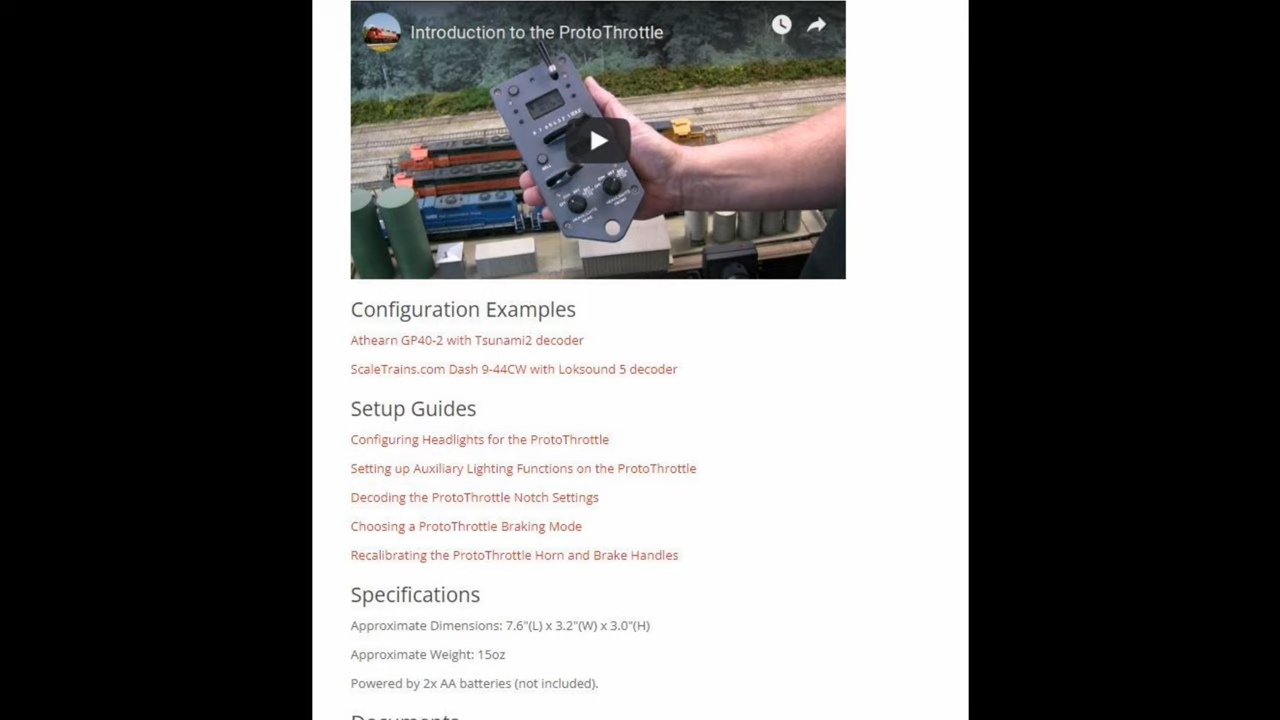 Introduction to the ProtoThrottle
Configuration Examples
Athearn GP40-2 with Tsunami2 decoder
ScaleTrains.com Dash 9-44CW with Loksound 5 decoder
Setup Guides
Configuring Headlights for the ProtoThrottle
Setting up Auxiliary Lighting Functions on the ProtoThrottle
Decoding the ProtoThrottle Notch Settings
Choosing a ProtoThrottle Braking Mode
Recalibrating the ProtoThrottle Horn and Brake Handles
Specifications
Approximate Dimensions: 7.6"(L) x 3.2"(W) x 3.0"(H)
Approximate Weight: 15oz
Powered by 2x AA batteries (not included).
Documents